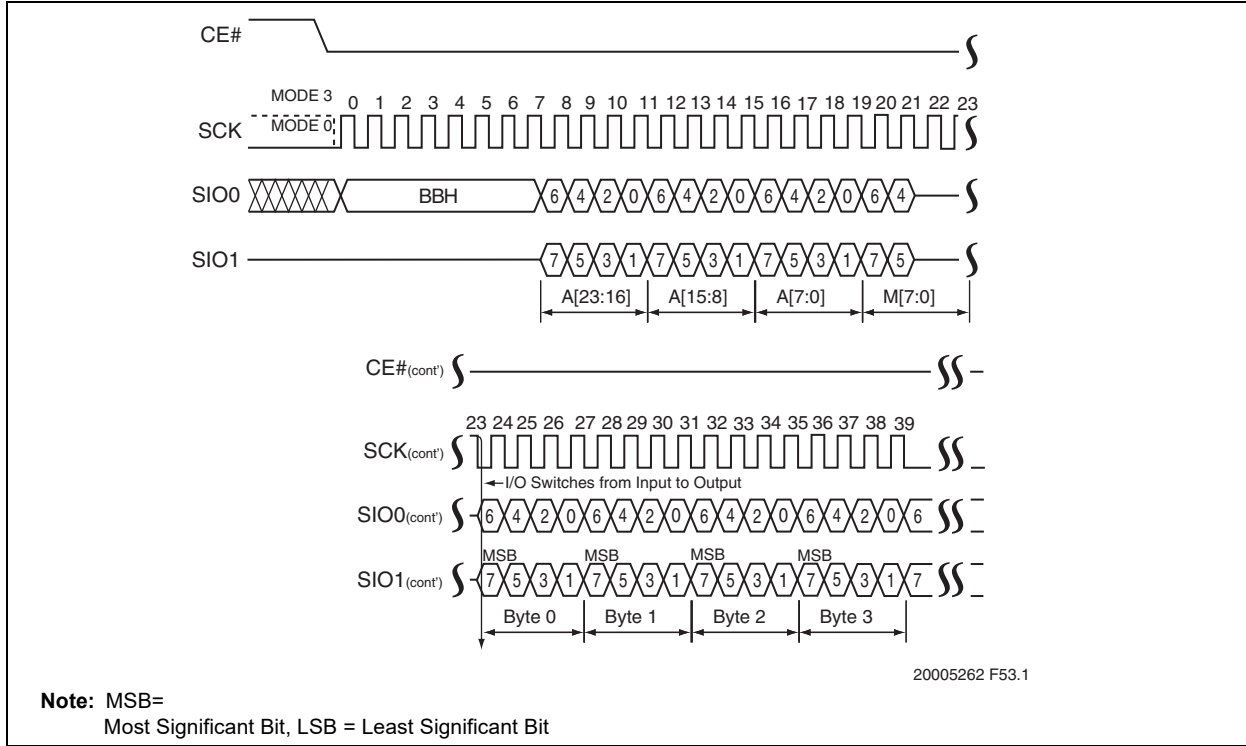 CE#
MODE 3 0 1 2 3 4 5 6 7 8 9 10 11 12 13 14 15 16 17 18 19 20 21 22 23
SCK MODE 0
SIO0 BBH 6 4 2 0 6 4 2 0 6 4 2 0 6 4
SIO1 7 5 3 1 7 5 3 1 7 5 3 1 7 5
A[23:16] A[15:8] A[7:0] M[7:0]
CE#(cont')
23 24 25 26 27 28 29 30 31 32 33 34 35 36 37 38 39
SCK(cont')
I/O Switches from Input to Output
SIO0(cont') 6 4 2 0 6 4 2 0 6 4 2 0 6 4 2 0 6
MSB MSB MSB MSB
SIO1(cont') 7 5 3 1 7 5 3 1 7 5 3 1 7 5 3 1 7
Byte 0 Byte 1 Byte 2 Byte 3
20005262 F53.1
Note: MSB=
Most Significant Bit, LSB = Least Significant Bit